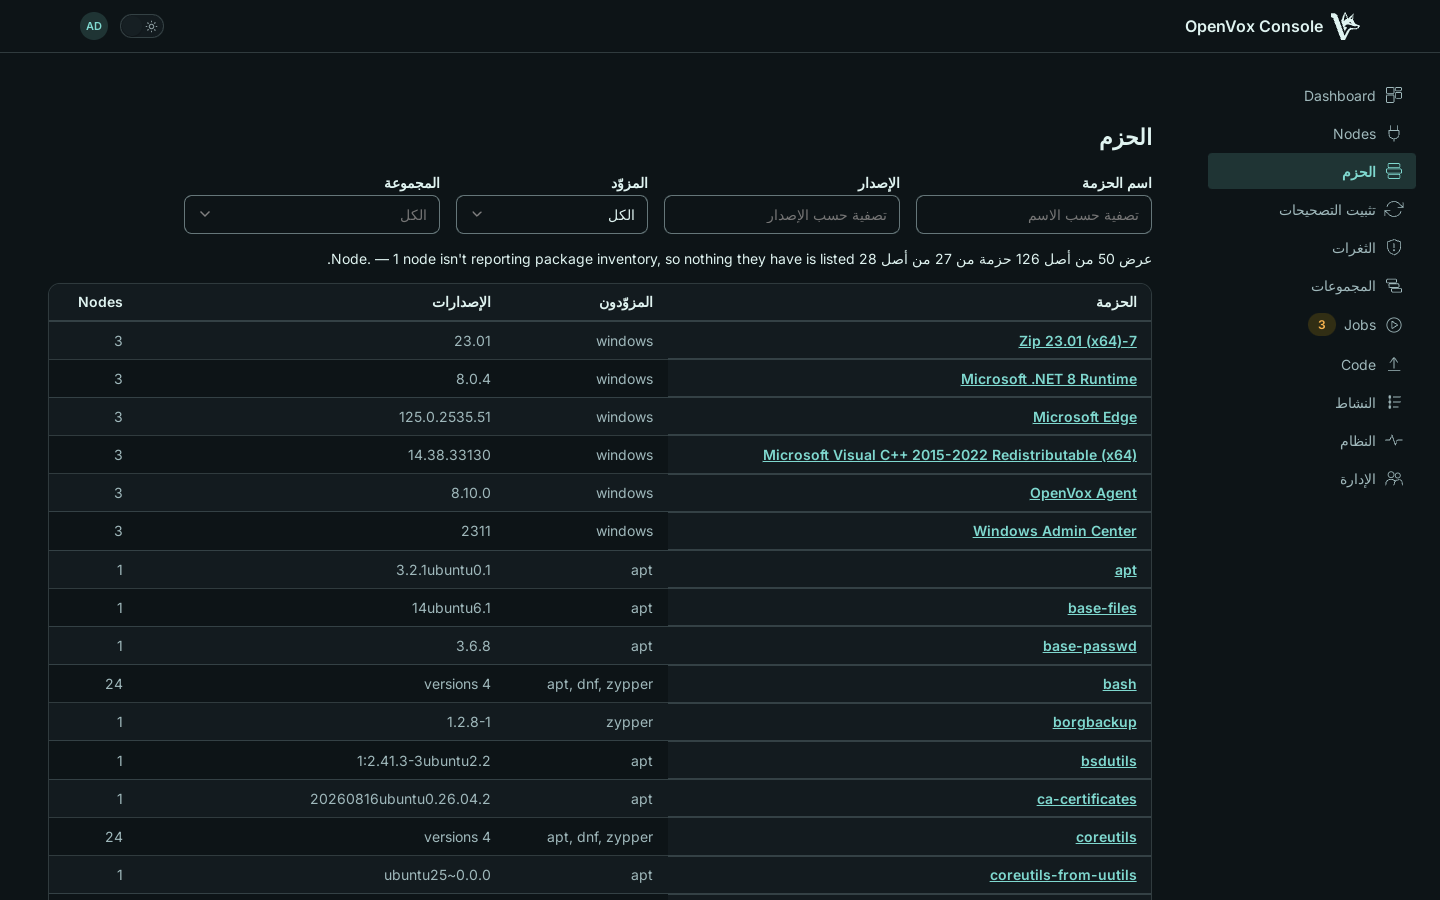 OpenVox Console
AD
Dashboard
Nodes
الحزم
تثبيت التصحيحات
الثغرات
المجموعات
Jobs 3
Code
النشاط
النظام
الإدارة
الحزم
اسم الحزمة الإصدار المزوّد المجموعة
تصفية حسب الاسم تصفية حسب الإصدار الكل الكل
عرض 50 من أصل 126 حزمة من 27 من أصل 28 Node. — 1 node isn't reporting package inventory, so nothing they have is listed.
الحزمة المزوّدون الإصدارات Nodes
7-Zip 23.01 (x64) windows 23.01 3
Microsoft .NET 8 Runtime windows 8.0.4 3
Microsoft Edge windows 125.0.2535.51 3
Microsoft Visual C++ 2015-2022 Redistributable (x64) windows 14.38.33130 3
OpenVox Agent windows 8.10.0 3
Windows Admin Center windows 2311 3
apt apt 3.2.1ubuntu0.1 1
base-files apt 14ubuntu6.1 1
base-passwd apt 3.6.8 1
bash apt, dnf, zypper 4 versions 24
borgbackup zypper 1.2.8-1 1
bsdutils apt 1:2.41.3-3ubuntu2.2 1
ca-certificates apt 20260816ubuntu0.26.04.2 1
coreutils apt, dnf, zypper 4 versions 24
coreutils-from-uutils apt 0.0.0~ubuntu25 1